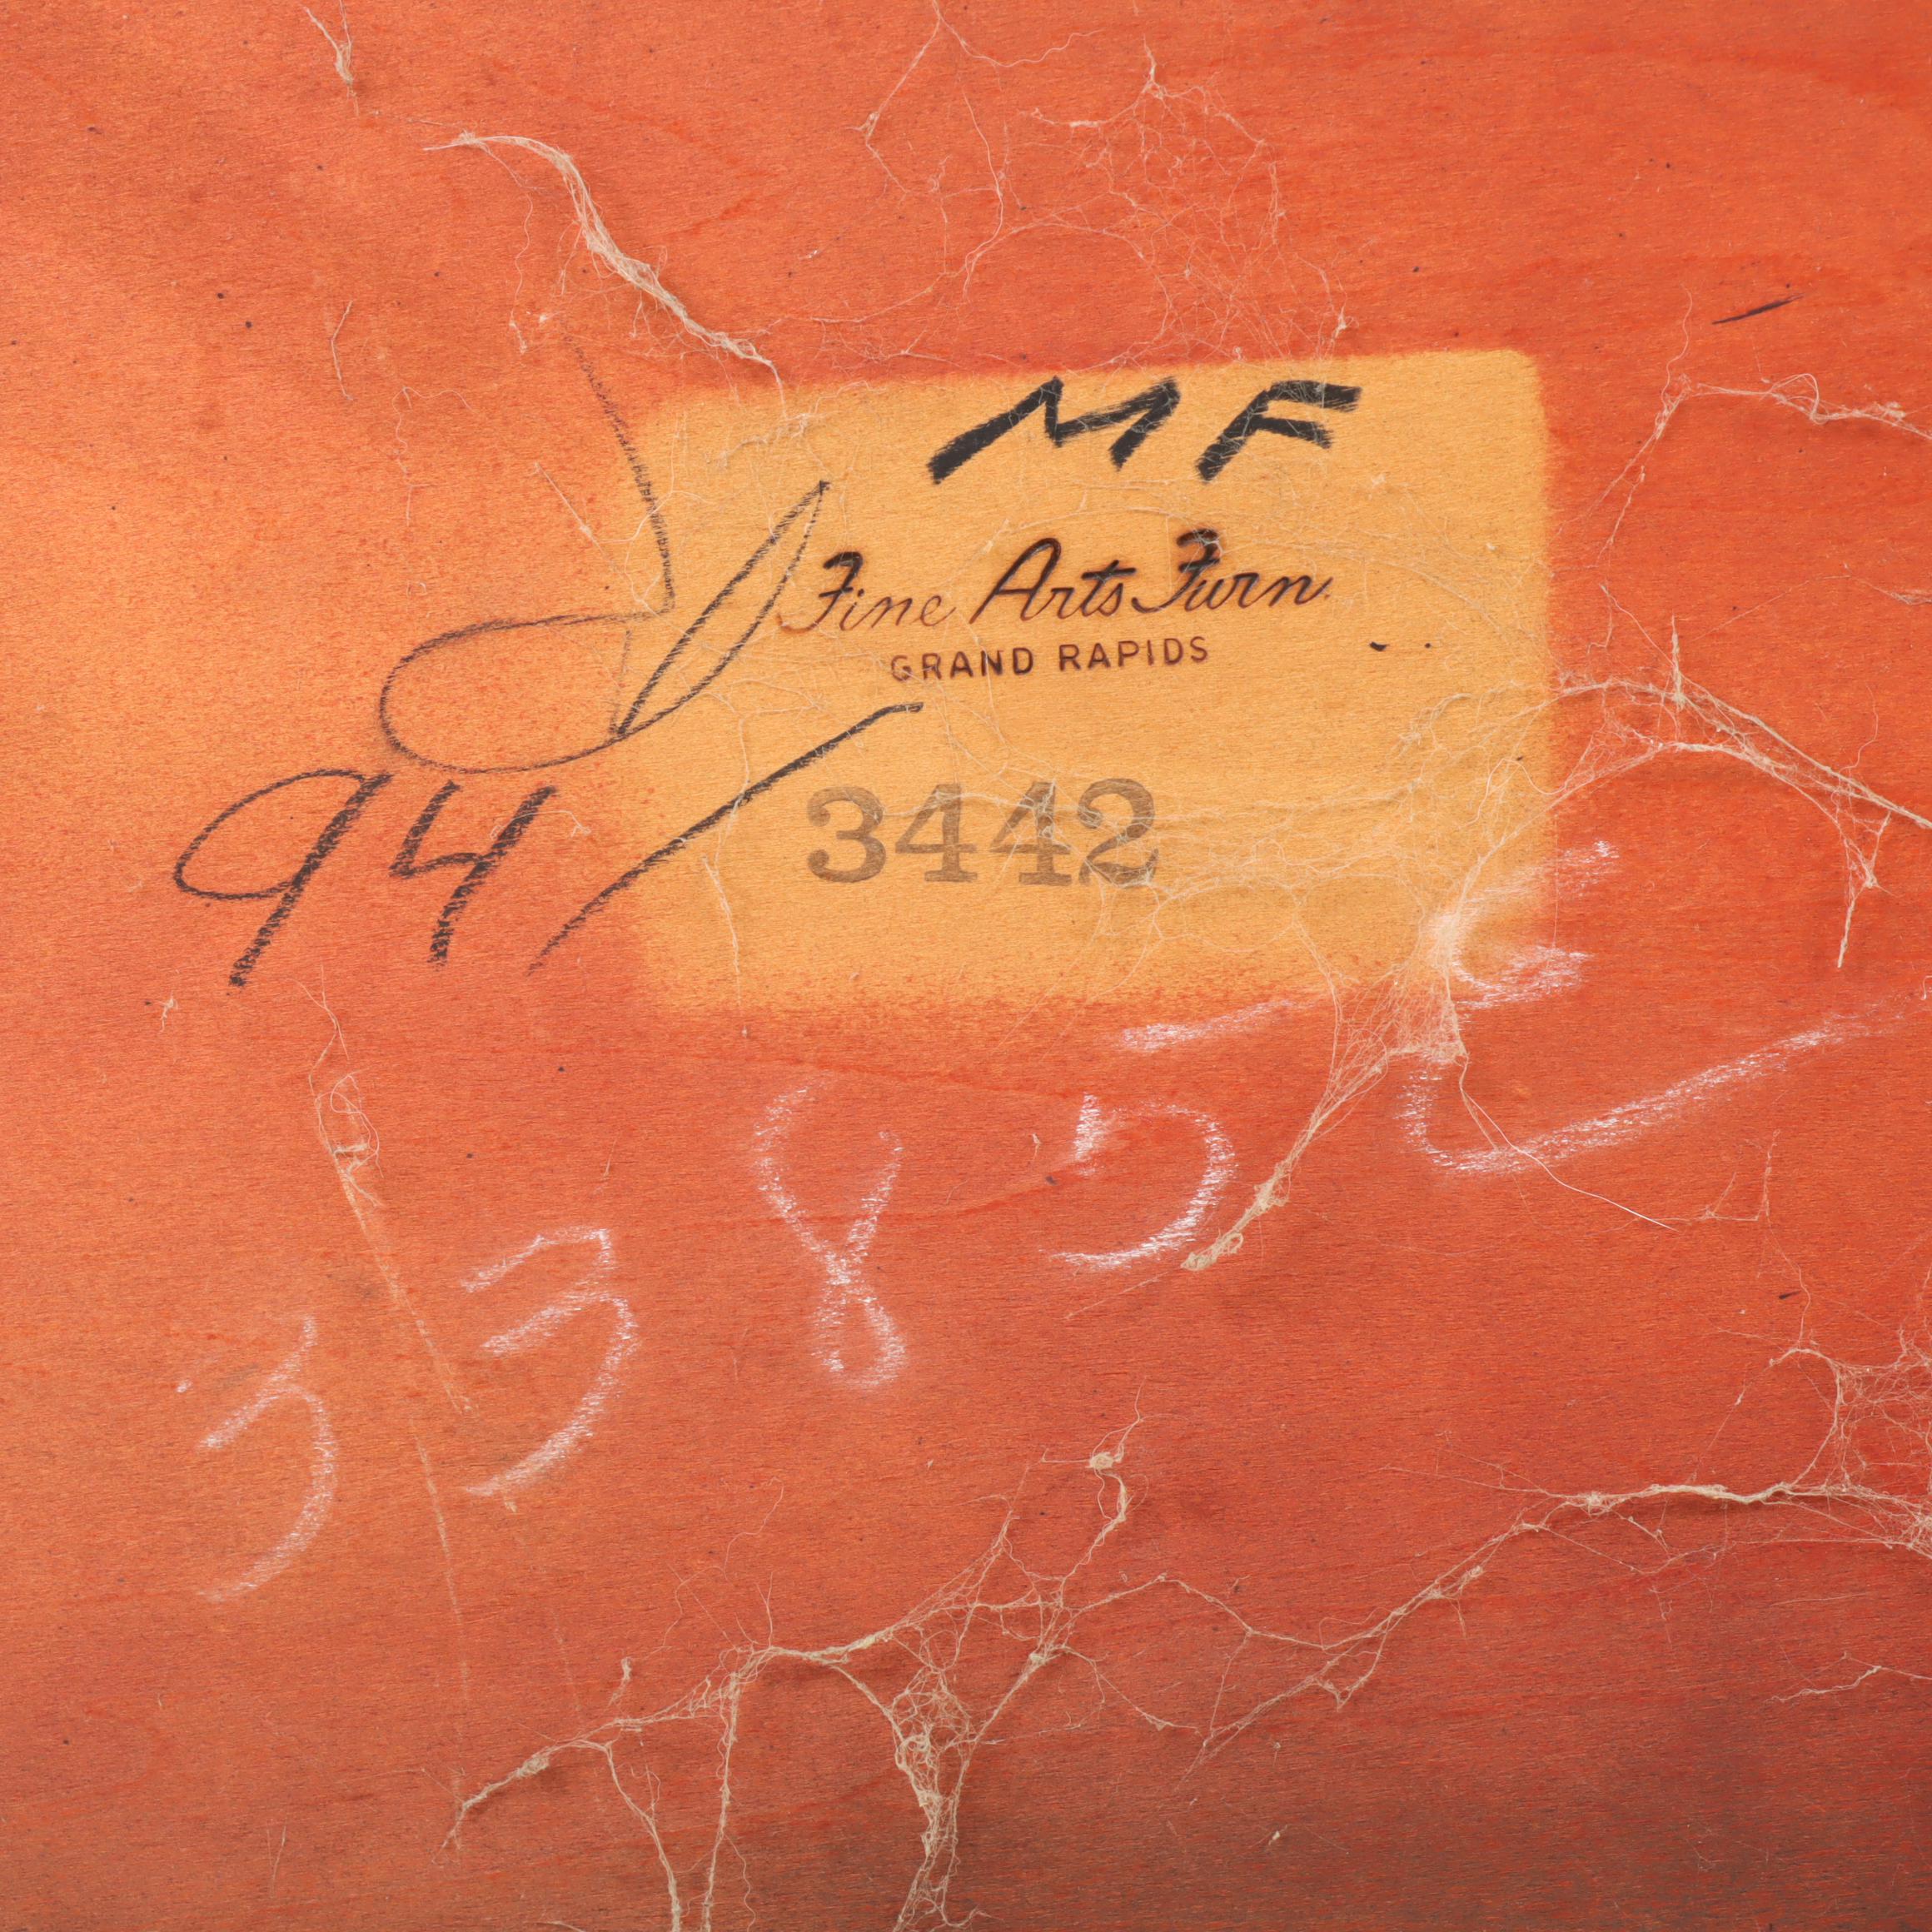 MF
Fine Arts Furn.
GRAND RAPIDS
94/
3442
3385